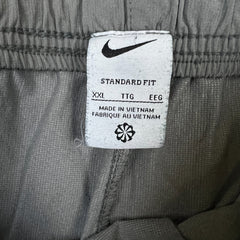 STANDARD FIT
XXL TTG EEG
MADE IN VIETNAM
FABRIQUÉ AU VIETNAM